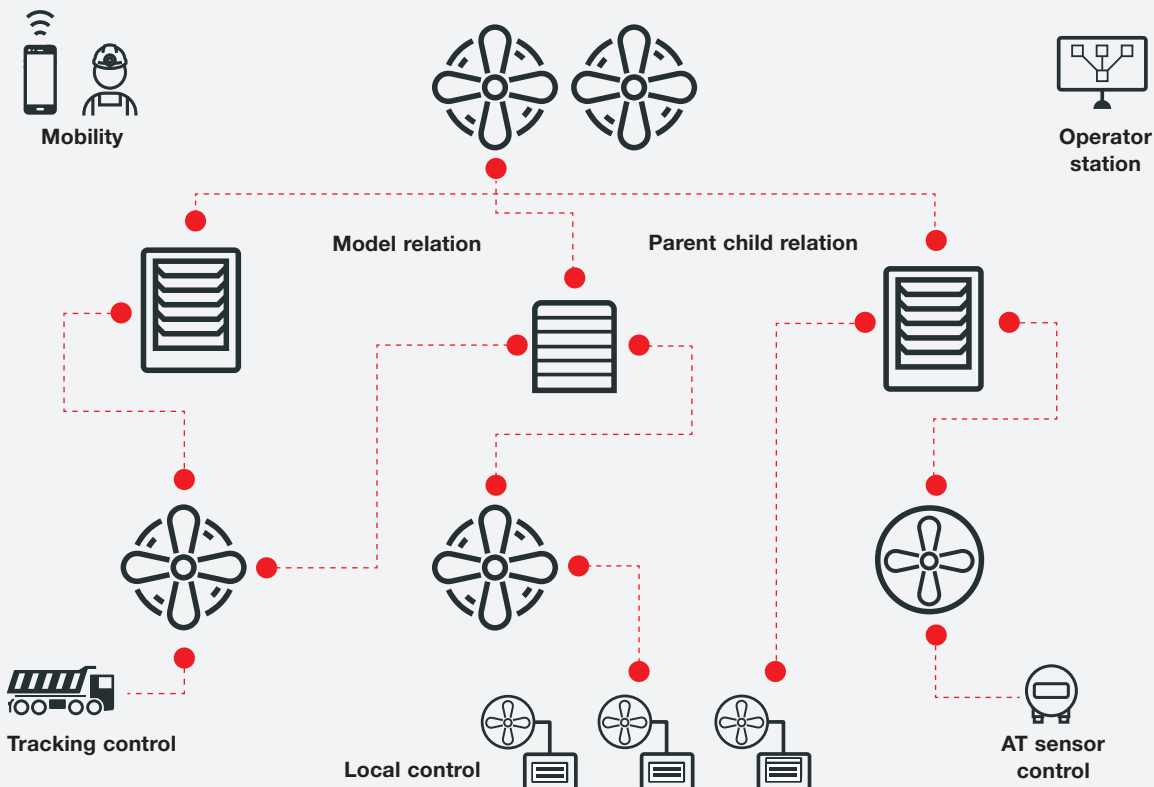 Mobility
Operator
station
Model relation
Parent child relation
Tracking control
Local control
AT sensor
control